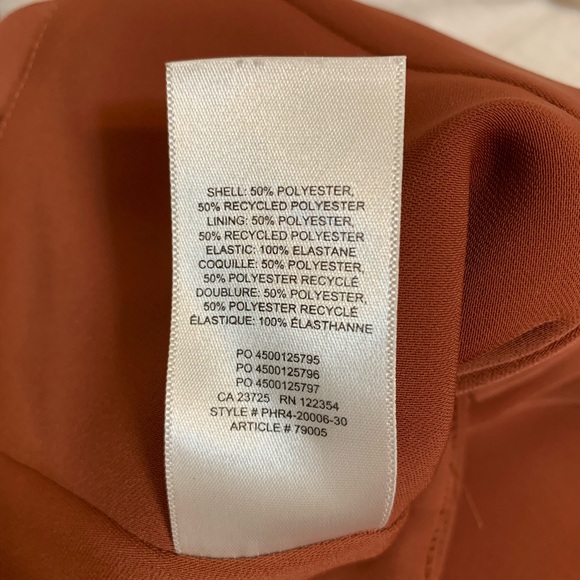 SHELL: 50% POLYESTER,
50% RECYCLED POLYESTER
LINING: 50% POLYESTER,
50% RECYCLED POLYESTER
ELASTIC: 100% ELASTANE
COQUILLE: 50% POLYESTER,
50% POLYESTER RECYCLÉ
DOUBLURE: 50% POLYESTER,
50% POLYESTER RECYCLÉ
ÉLASTIQUE: 100% ÉLASTHANNE
PO 4500125795
PO 4500125796
PO 4500125797
CA 23725 RN 122354
STYLE # PHR4-20006-30
ARTICLE # 79005